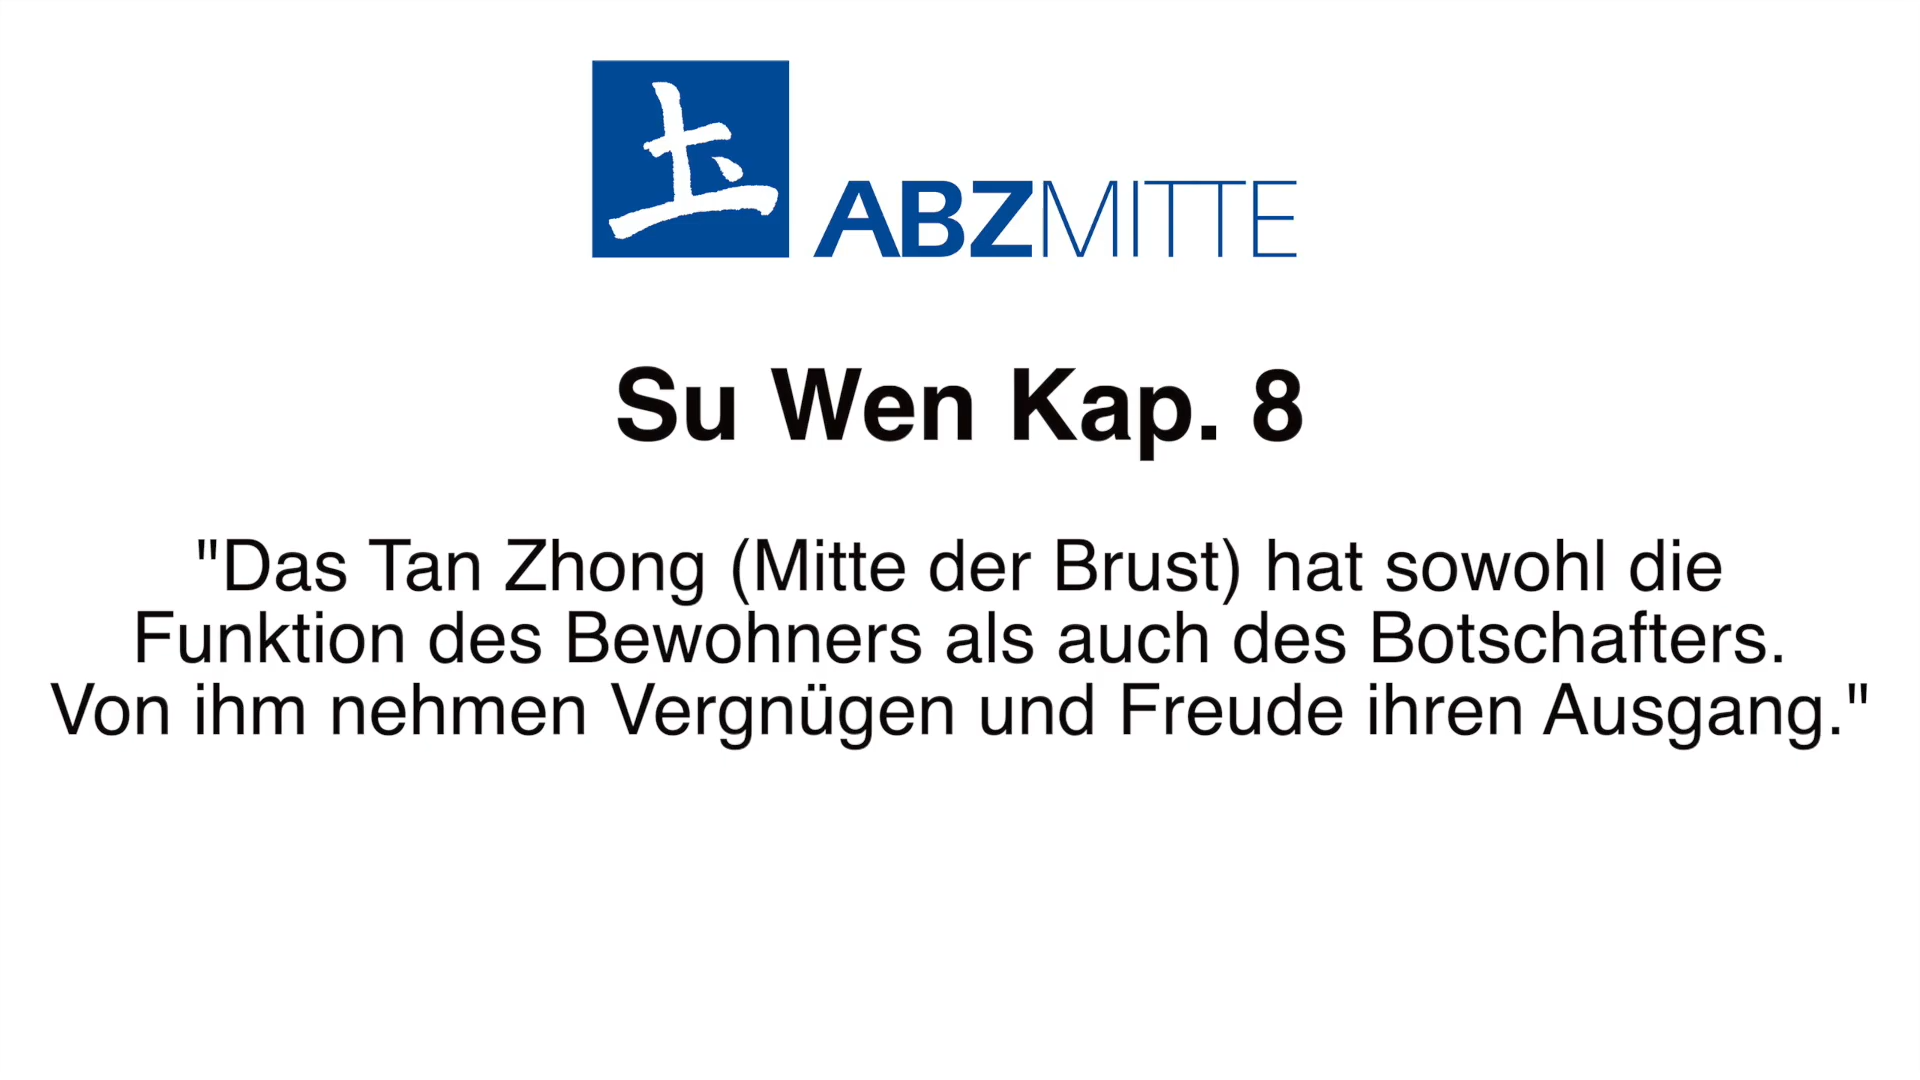 ABZMITTE
Su Wen Kap. 8
"Das Tan Zhong (Mitte der Brust) hat sowohl die
Funktion des Bewohners als auch des Botschafters.
Von ihm nehmen Vergnügen und Freude ihren Ausgang."